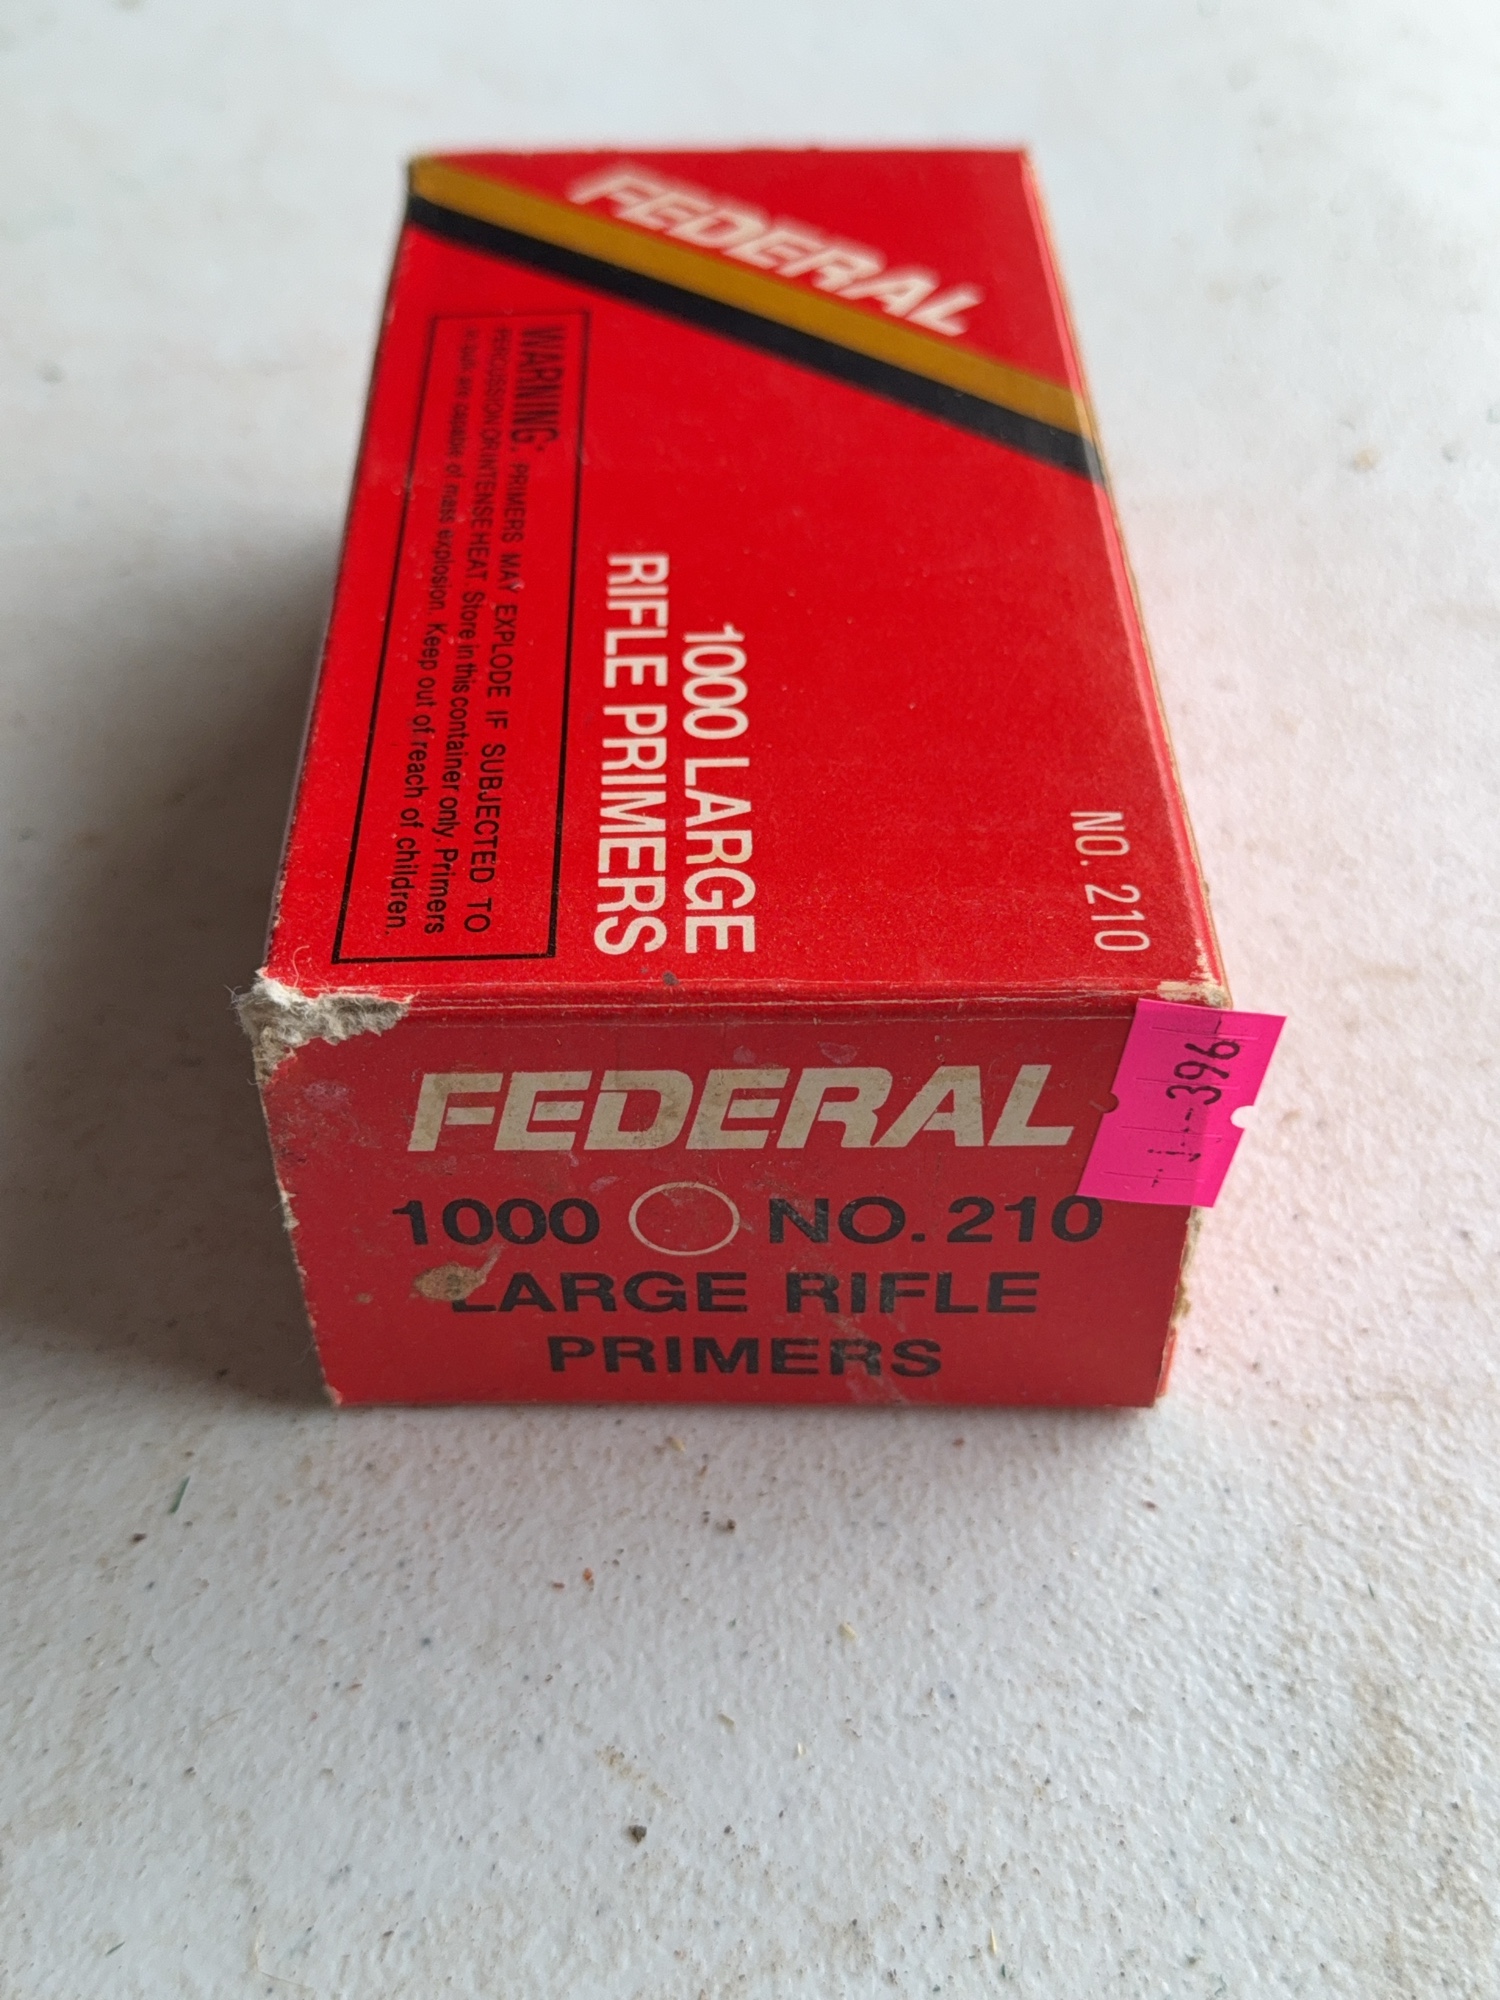 FEDERAL
NO. 210
1000 LARGE
RIFLE PRIMERS
WARNING: PRIMERS MAY EXPLODE IF SUBJECTED TO
PERCUSSION OR INTENSE HEAT. Store in this container only. Primers
in bulk are capable of mass explosion. Keep out of reach of children.
FEDERAL
1000 NO. 210
LARGE RIFLE
PRIMERS
396